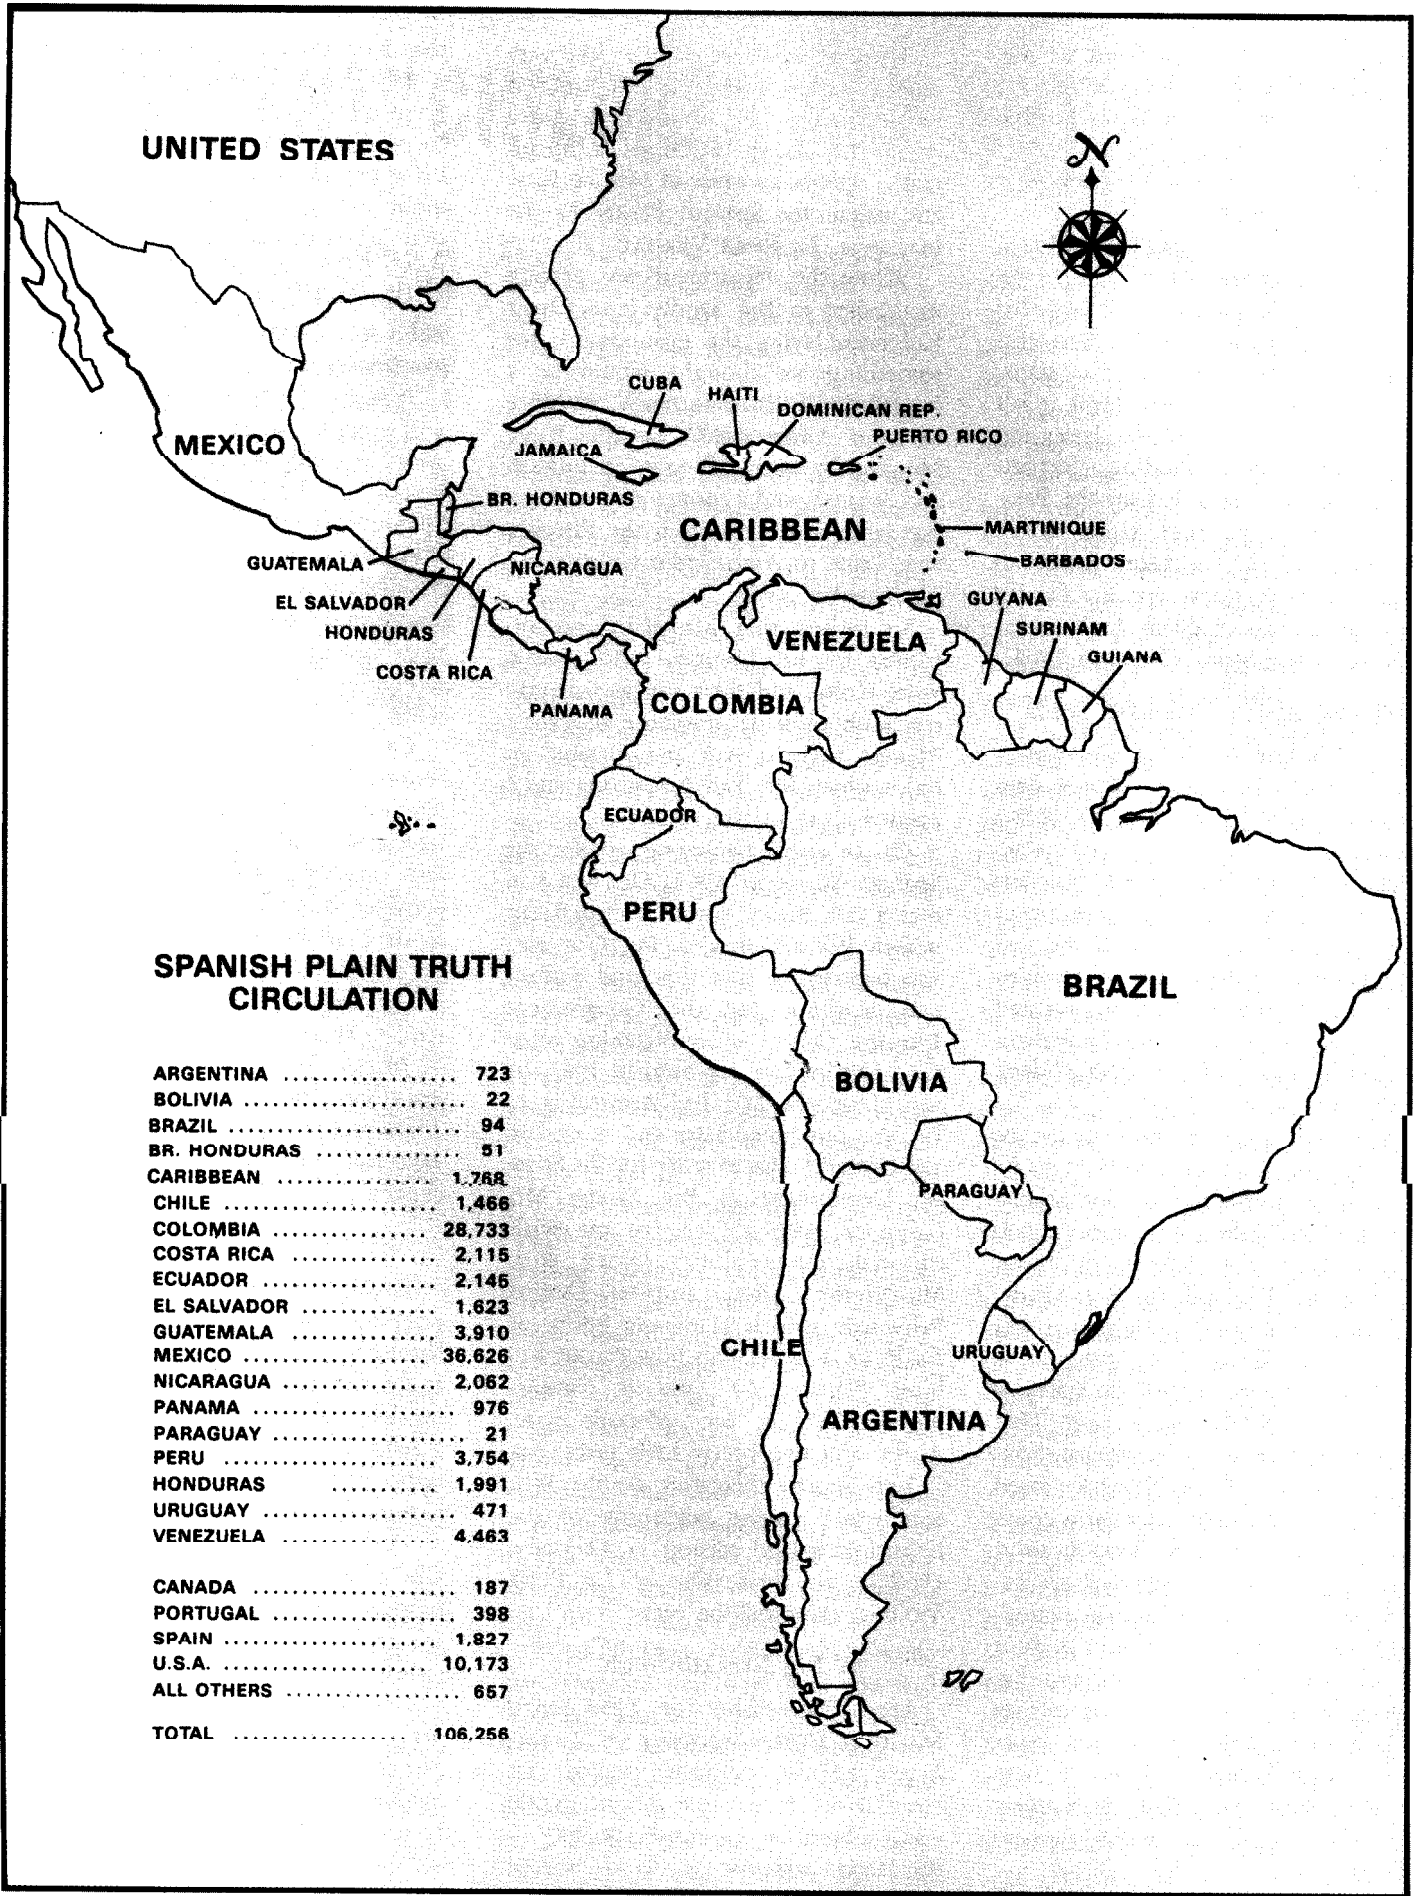 N
UNITED STATES
CUBA
HAITI
DOMINICAN REP.
PUERTO RICO
MEXICO
JAMAICA
BR. HONDURAS
CARIBBEAN
MARTINIQUE
BARBADOS
GUATEMALA
NICARAGUA
EL SALVADOR
GUYANA
HONDURAS
SURINAM
VENEZUELA
GUIANA
COSTA RICA
COLOMBIA
PANAMA
ECUADOR
PERU
BRAZIL
BOLIVIA
PARAGUAY
CHILE
URUGUAY
ARGENTINA
SPANISH PLAIN TRUTH
CIRCULATION
ARGENTINA .................. 723
BOLIVIA ....................... 22
BRAZIL ........................ 94
BR. HONDURAS ............... 51
CARIBBEAN ................ 1,768
CHILE ...................... 1,466
COLOMBIA ................ 28,733
COSTA RICA ............... 2,115
ECUADOR .................. 2,145
EL SALVADOR .............. 1,623
GUATEMALA ............... 3,910
MEXICO ................... 36,626
NICARAGUA ................ 2,062
PANAMA ..................... 976
PARAGUAY .................... 21
PERU ...................... 3,754
HONDURAS ........... 1,991
URUGUAY .................... 471
VENEZUELA ................ 4,463
CANADA ..................... 187
PORTUGAL ................... 398
SPAIN ...................... 1,827
U.S.A. ..................... 10,173
ALL OTHERS .................. 657
TOTAL .................. 106,256